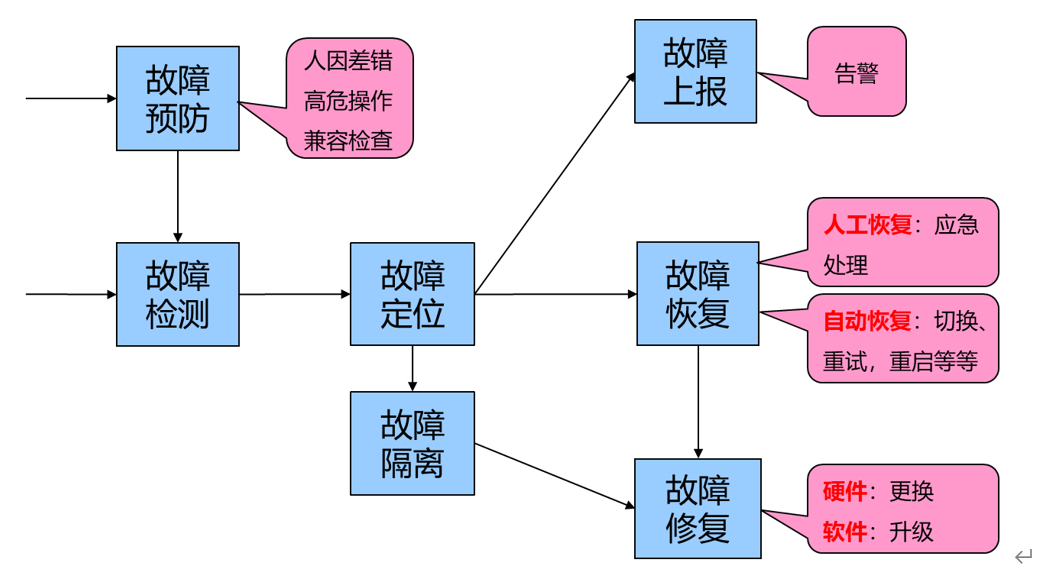 故障
预防
人因差错
高危操作
兼容检查
故障
上报
告警
故障
检测
故障
定位
故障
恢复
人工恢复：应急
处理
自动恢复：切换、
重试，重启等等
故障
隔离
故障
修复
硬件：更换
软件：升级